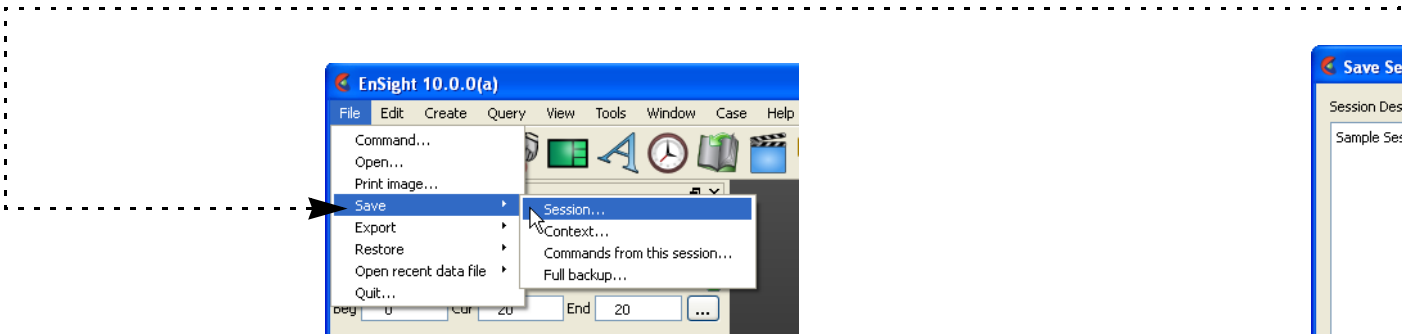 EnSight 10.0.0(a)
File Edit Create Query View Tools Window Case Help
Command...
Open...
Print image...
Save
Export
Restore
Open recent data file
Quit...
Session...
Context...
Commands from this session...
Full backup...
Beg 0 Cur 20 End 20 ...
Save Se
Session Des
Sample Ses